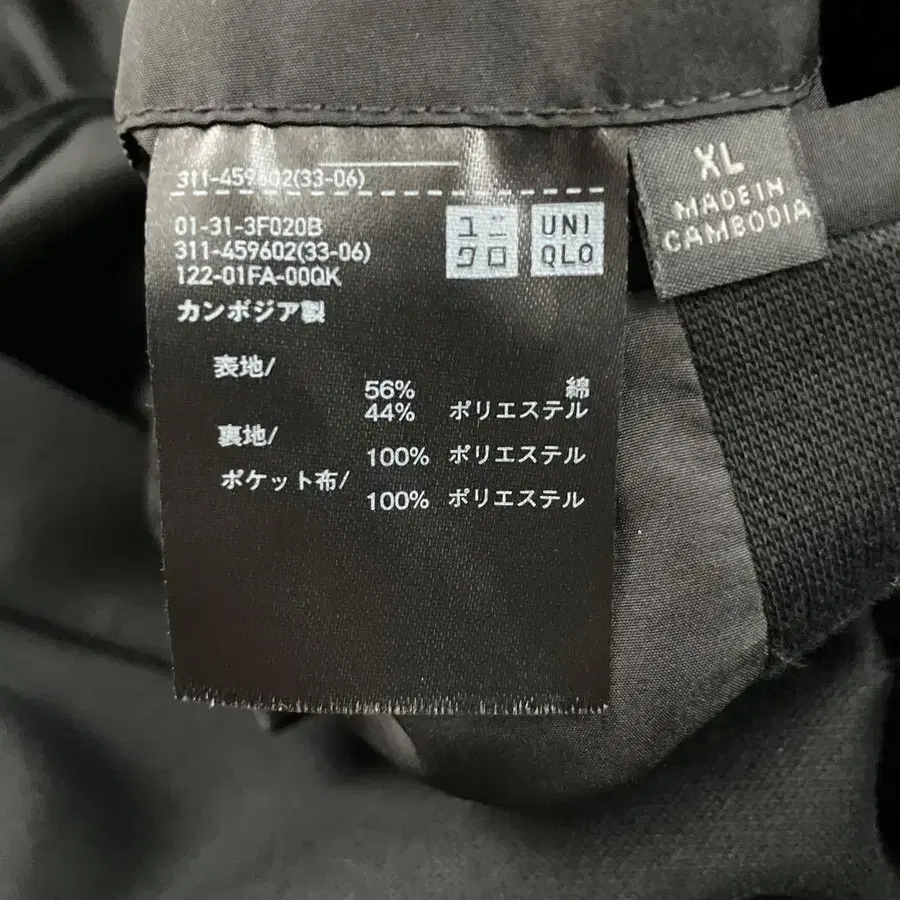 311-459602(33-06)
01-31-3F020B
311-459602(33-06)
122-01FA-00QK
カンボジア製
ユニ
クロ
UNI
QLO
XL
MADE IN
CAMBODIA
表地/
56% 綿
44% ポリエステル
裏地/
100% ポリエステル
ポケット布/
100% ポリエステル